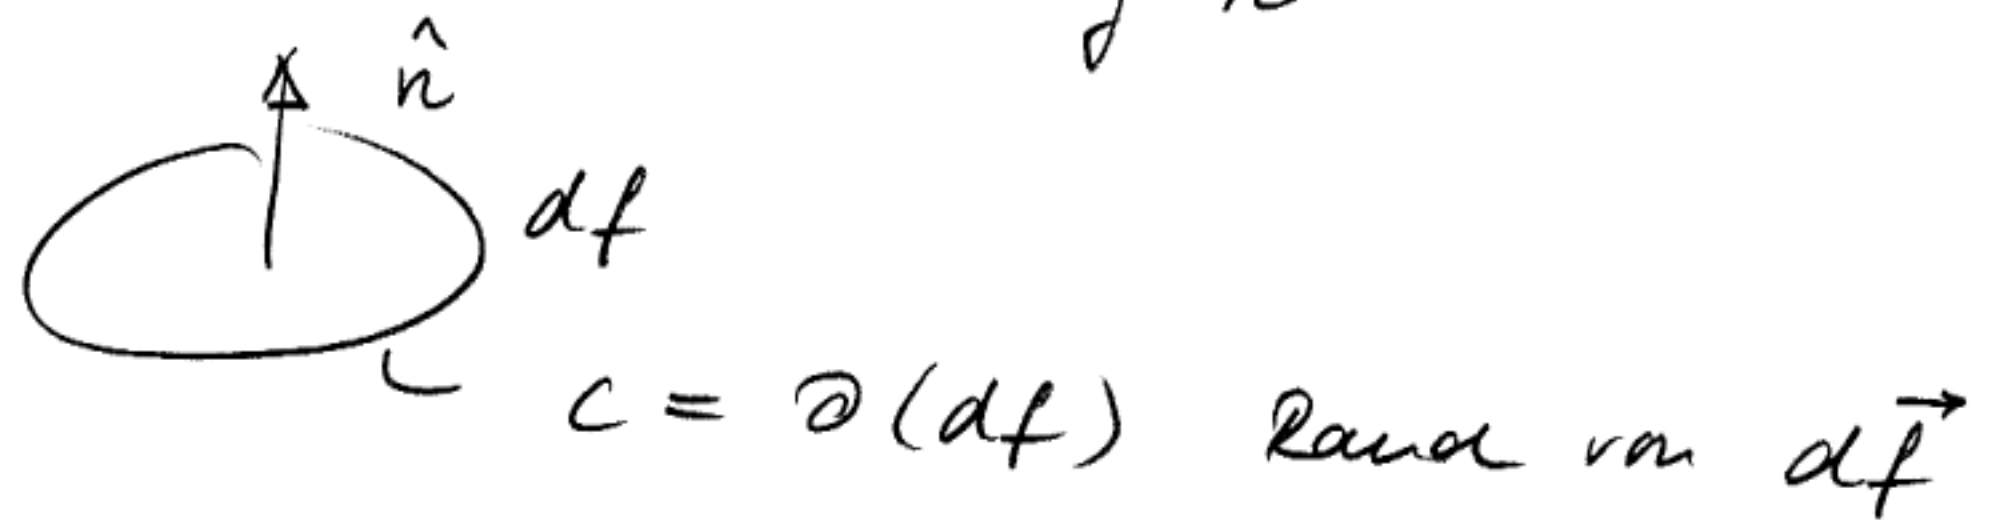 n̂
df
C = ∂(df) Rand von df⃗